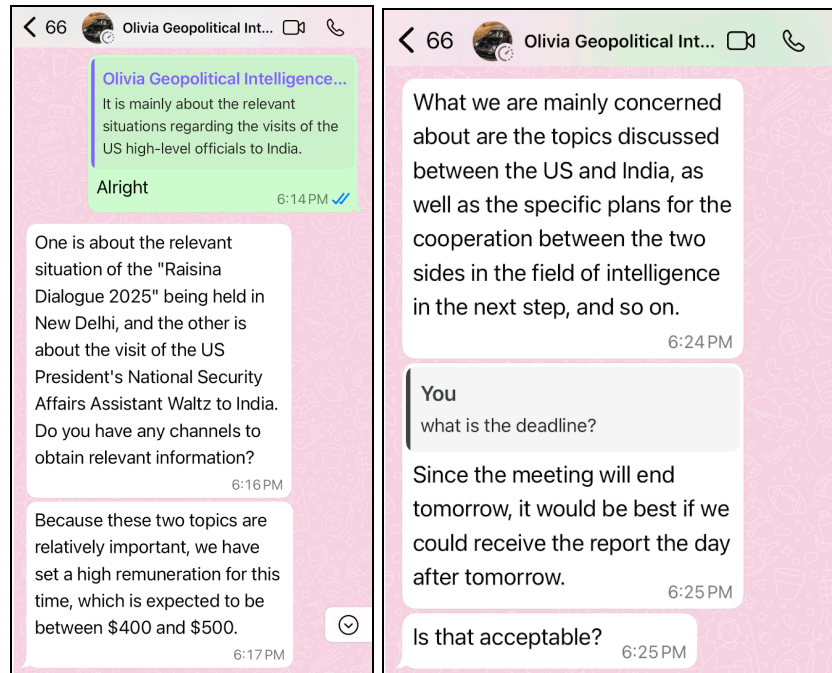 66 Olivia Geopolitical Int...
Olivia Geopolitical Intelligence...
It is mainly about the relevant
situations regarding the visits of the
US high-level officials to India.
Alright
6:14 PM
One is about the relevant
situation of the "Raisina
Dialogue 2025" being held in
New Delhi, and the other is
about the visit of the US
President's National Security
Affairs Assistant Waltz to India.
Do you have any channels to
obtain relevant information?
6:16 PM
Because these two topics are
relatively important, we have
set a high remuneration for this
time, which is expected to be
between $400 and $500.
6:17 PM
66 Olivia Geopolitical Int...
What we are mainly concerned
about are the topics discussed
between the US and India, as
well as the specific plans for the
cooperation between the two
sides in the field of intelligence
in the next step, and so on.
6:24 PM
You
what is the deadline?
Since the meeting will end
tomorrow, it would be best if we
could receive the report the day
after tomorrow.
6:25 PM
Is that acceptable?
6:25 PM